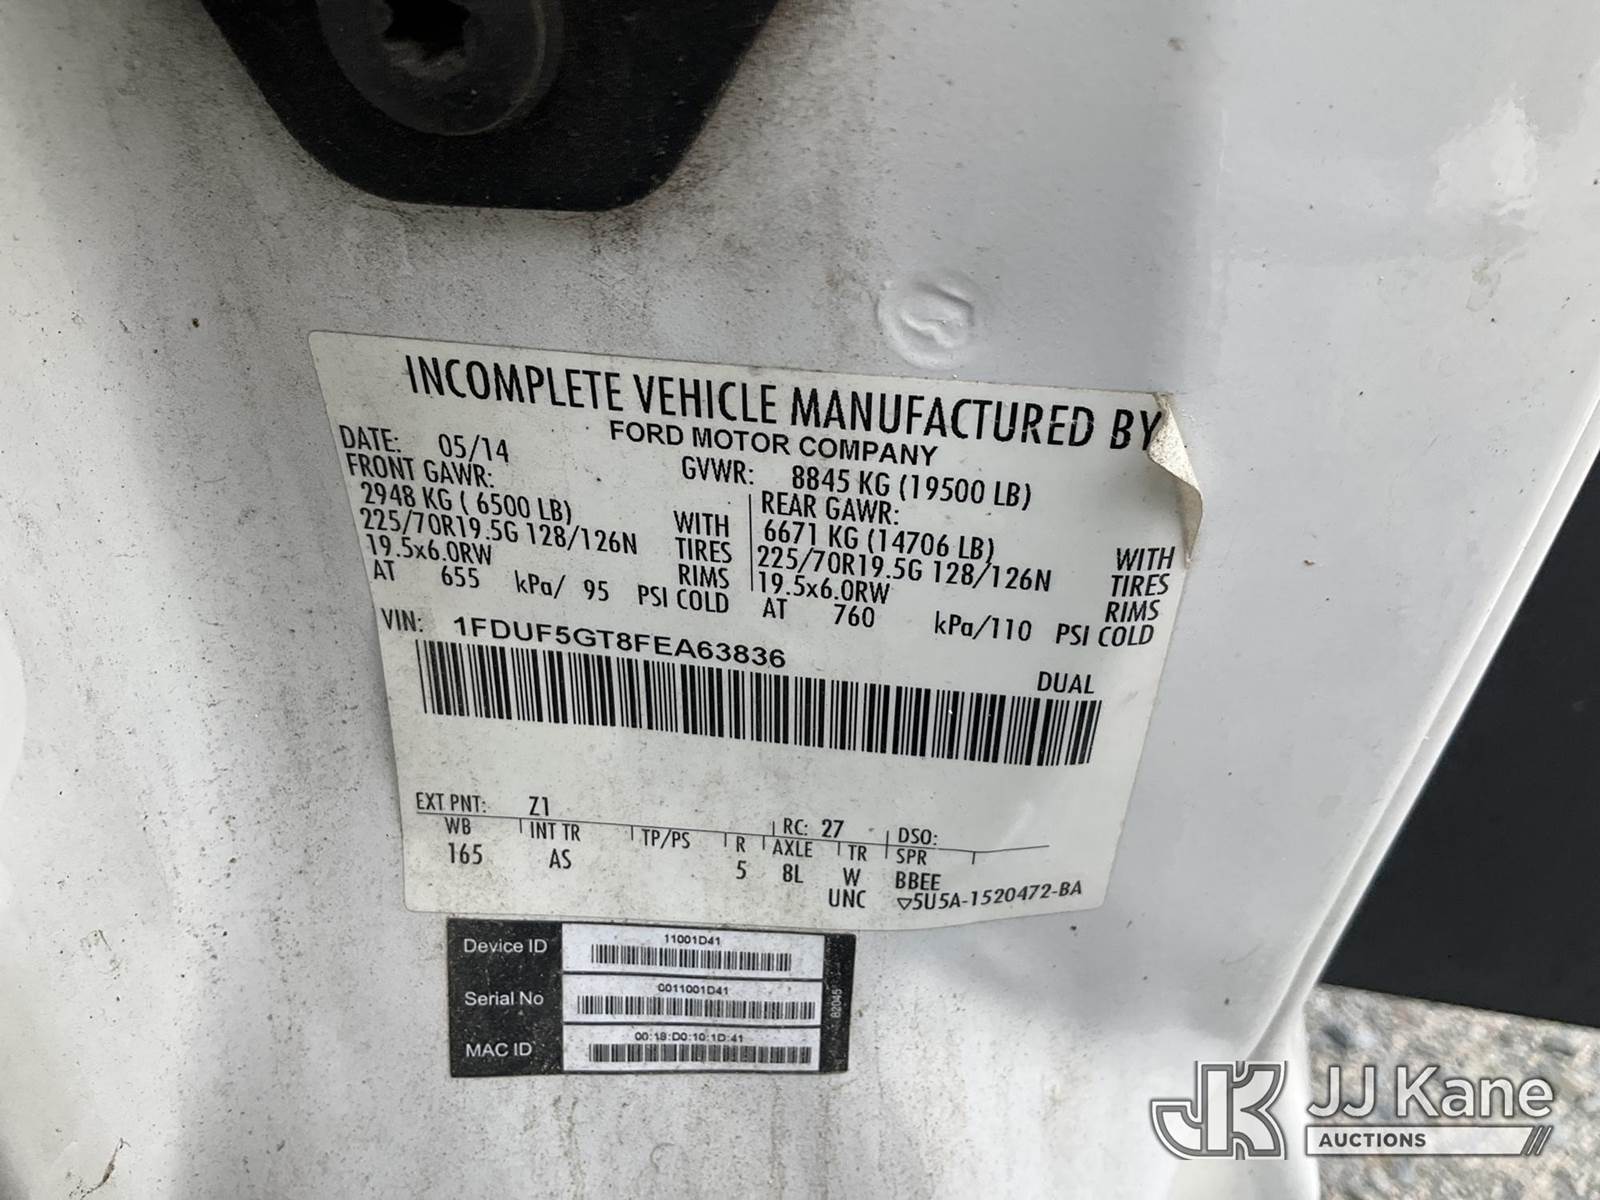 INCOMPLETE VEHICLE MANUFACTURED BY
FORD MOTOR COMPANY
DATE: 05/14 GVWR: 8845 KG (19500 LB)
FRONT GAWR: REAR GAWR:
2948 KG ( 6500 LB) WITH 6671 KG (14706 LB) WITH
225/70R19.5G 128/126N TIRES 225/70R19.5G 128/126N TIRES
19.5x6.0RW RIMS 19.5x6.0RW RIMS
AT 655 kPa/ 95 PSI COLD AT 760 kPa/110 PSI COLD
VIN: 1FDUF5GT8FEA63836
DUAL
EXT PNT: Z1 RC: 27 DSO:
WB INT TR TP/PS R AXLE TR SPR
165 AS 5 8L W BBEE
UNC ▽5U5A-1520472-BA
Device ID 11001D41
Serial No 0011001D41
MAC ID 00:18:D0:10:1D:41
82045
JJ Kane
AUCTIONS